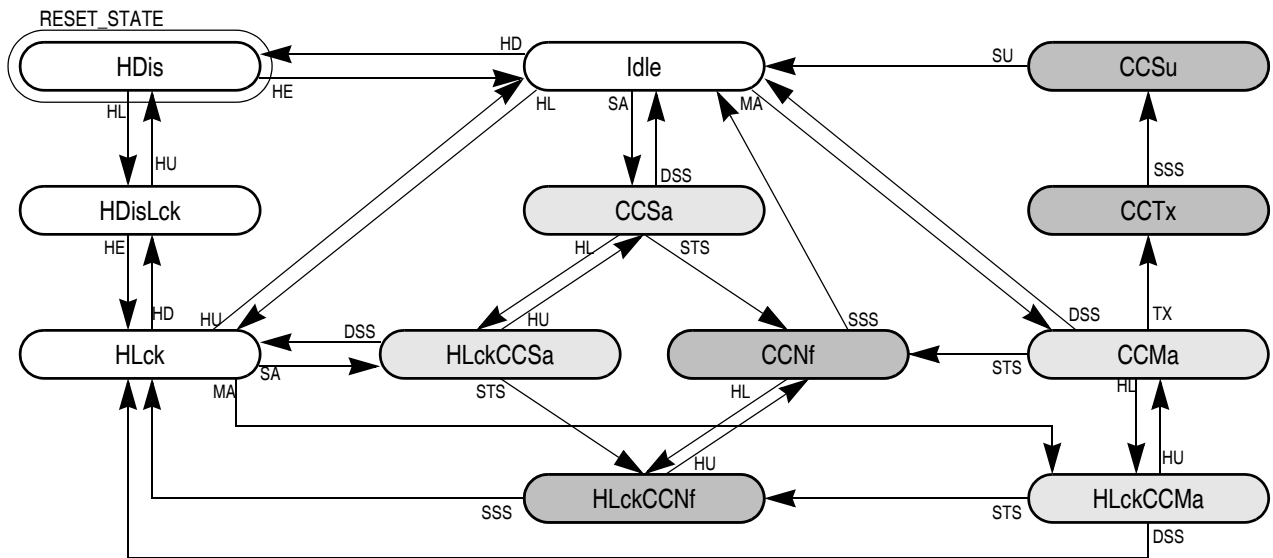 RESET_STATE
HDis
HD
Idle
SU
CCSu
HE
HL
HL
SA
MA
HU
DSS
SSS
HDisLck
CCSa
CCTx
HE
HL
STS
HD
HU
DSS
HU
SSS
DSS
TX
HLck
HLckCCSa
CCNf
CCMa
SA
MA
STS
HL
STS
HL
HU
HU
HLckCCNf
HLckCCMa
SSS
STS
DSS